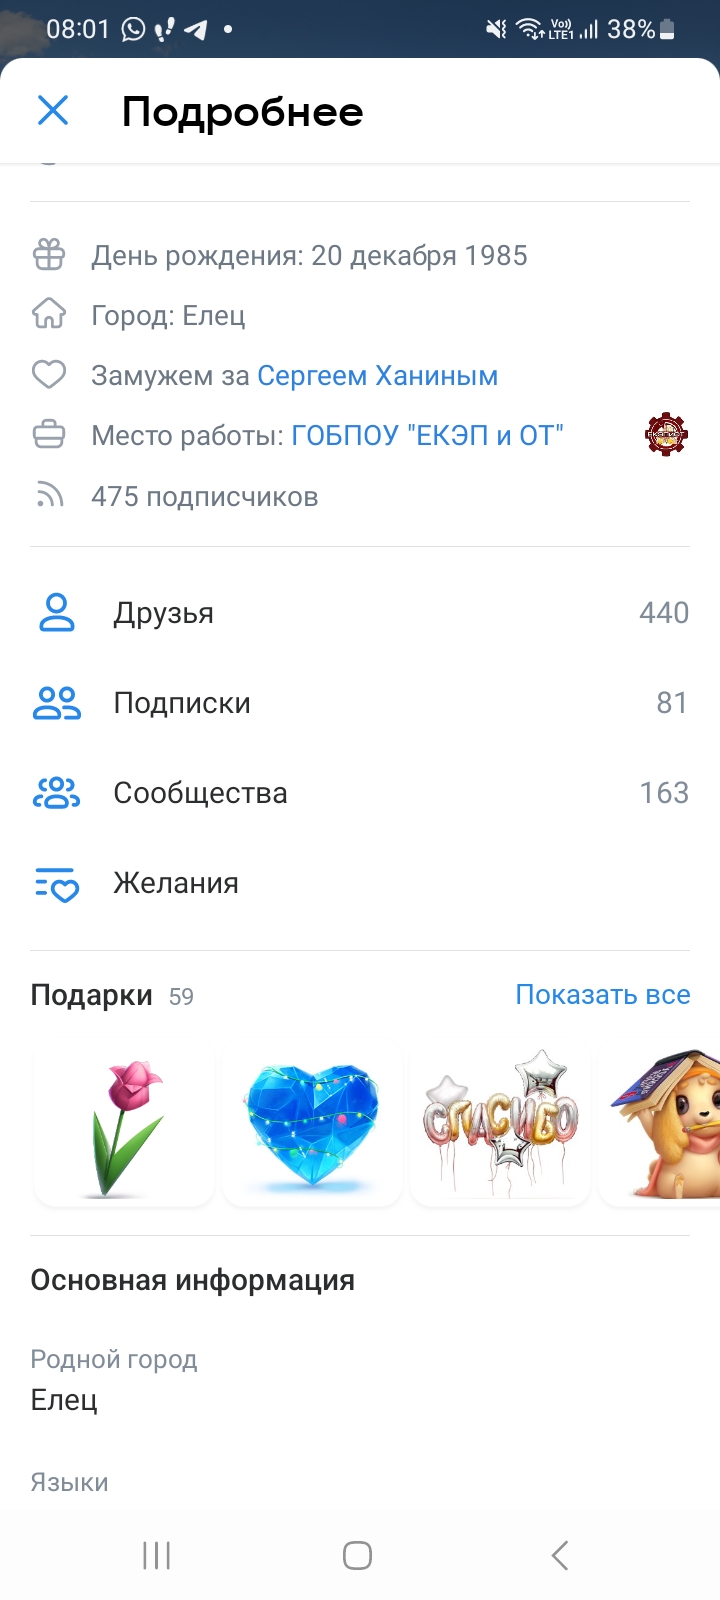 08:01 Vo)) LTE1 38%
Подробнее
День рождения: 20 декабря 1985
Город: Елец
Замужем за Сергеем Ханиным
Место работы: ГОБПОУ "ЕКЭП и ОТ"
475 подписчиков
Друзья 440
Подписки 81
Сообщества 163
Желания
Подарки 59 Показать все
СПАСИБО
Основная информация
Родной город
Елец
Языки